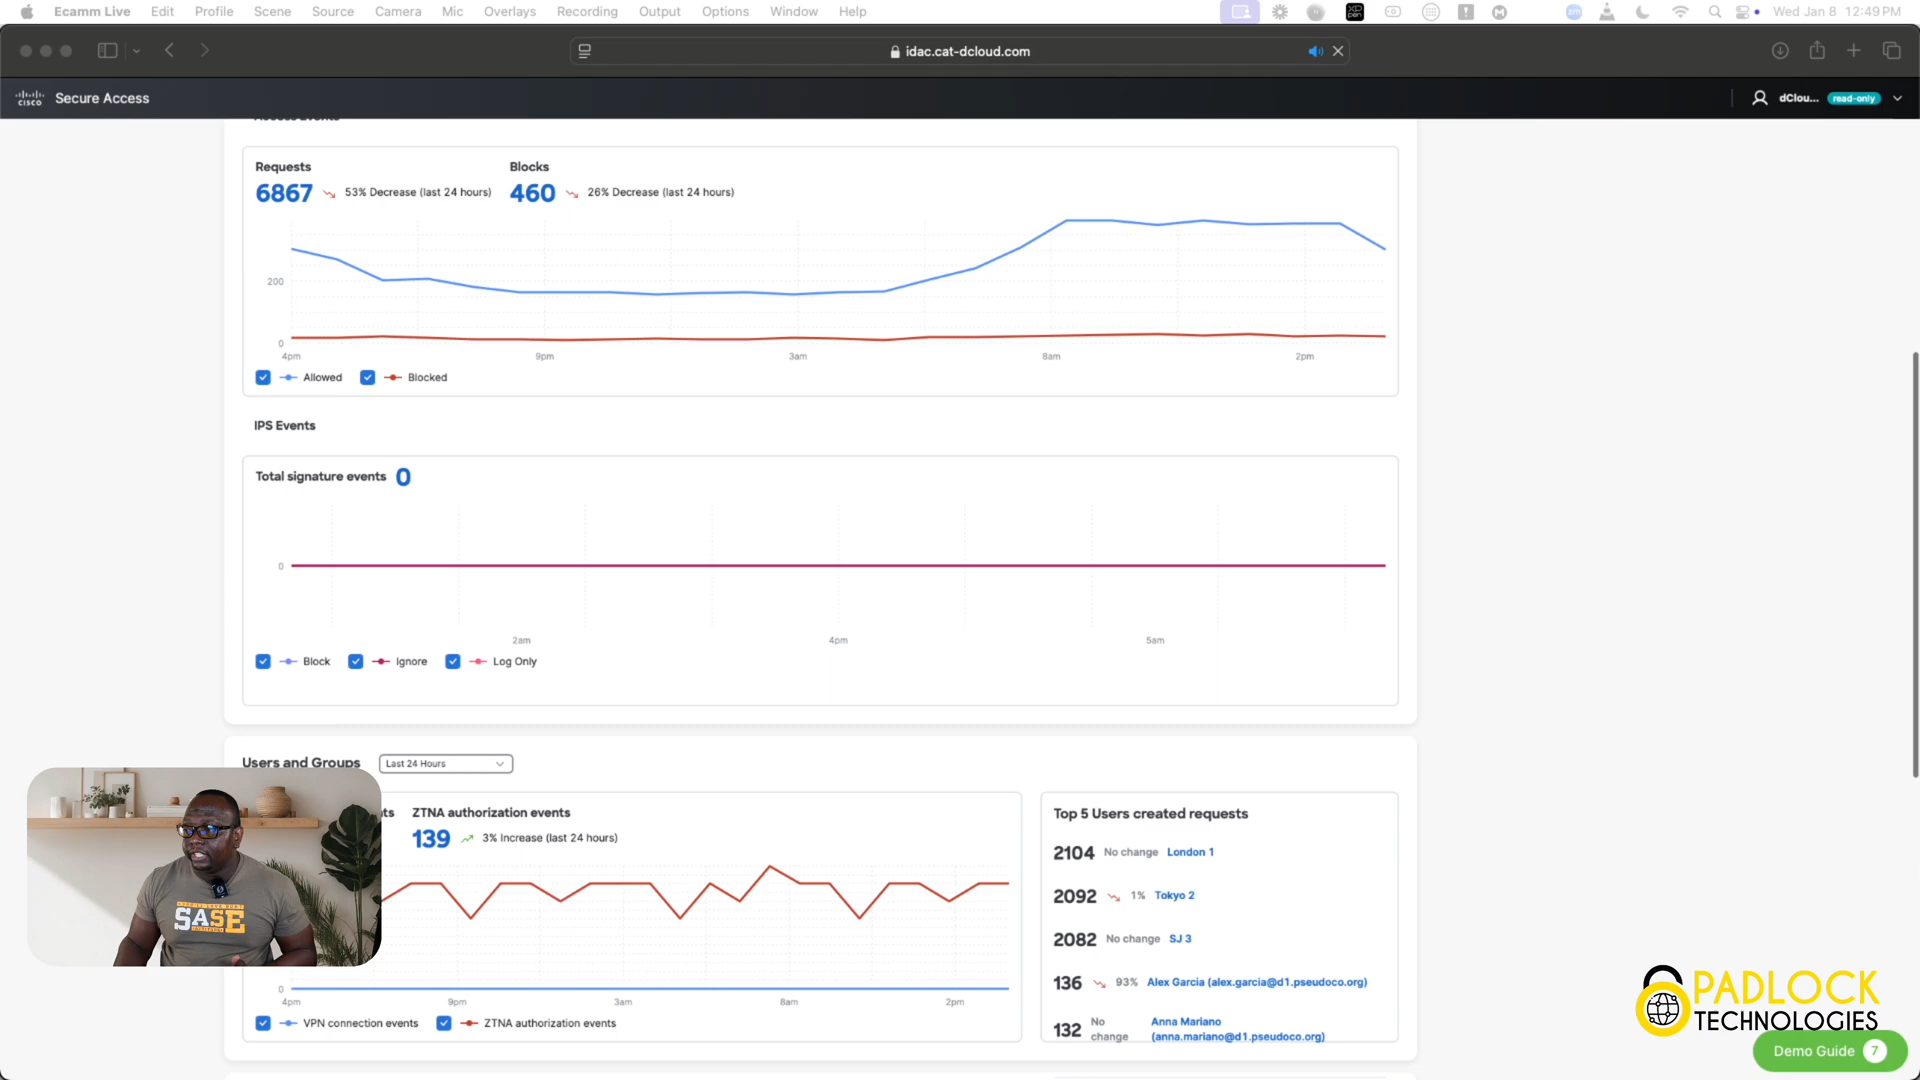 Ecamm Live Edit Profile Scene Source Camera Mic Overlays Recording Output Options Window Help Wed Jan 8 12:49 PM
idac.cat-dcloud.com
CISCO Secure Access dClou... read-only
Access Events
Requests Blocks
6867 53% Decrease (last 24 hours) 460 26% Decrease (last 24 hours)
200
0
4pm 9pm 3am 8am 2pm
Allowed Blocked
IPS Events
Total signature events 0
0
2am 4pm 5am
Block Ignore Log Only
Users and Groups Last 24 Hours
ts ZTNA authorization events
139 3% Increase (last 24 hours)
0
4pm 9pm 3am 8am 2pm
VPN connection events ZTNA authorization events
Top 5 Users created requests
2104 No change London 1
2092 1% Tokyo 2
2082 No change SJ 3
136 93% Alex Garcia (alex.garcia@d1.pseudoco.org)
132 No change Anna Mariano (anna.mariano@d1.pseudoco.org)
SASE
PADLOCK
TECHNOLOGIES
Demo Guide 7